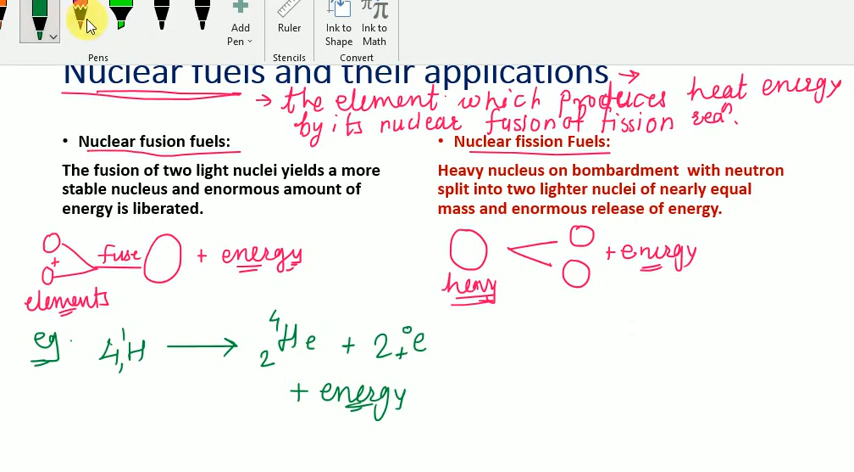 Pens
Add Pen
Ruler
Stencils
Ink to Shape
Ink to Math
Convert
Nuclear fuels and their applications →
→ the element which produces heat energy
by its nuclear fusion of fission reaⁿ.
• Nuclear fusion fuels:
The fusion of two light nuclei yields a more
stable nucleus and enormous amount of
energy is liberated.
+ fuse + energy
elements
eg. 4 ¹₁H ⟶ ⁴₂He + 2 ⁰₊e
+ energy
• Nuclear fission Fuels:
Heavy nucleus on bombardment with neutron
split into two lighter nuclei of nearly equal
mass and enormous release of energy.
+ energy
heavy